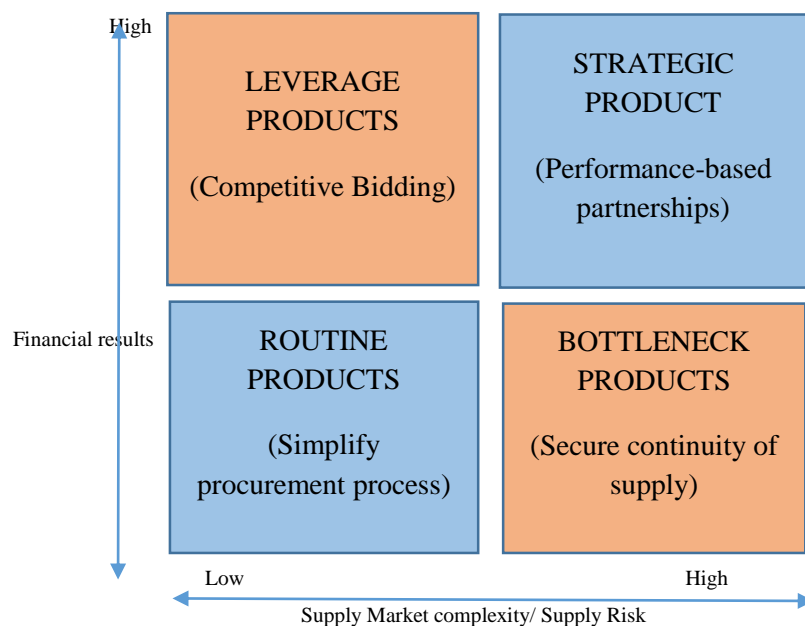 High
LEVERAGE
PRODUCTS
(Competitive Bidding)
STRATEGIC
PRODUCT
(Performance-based
partnerships)
Financial results
ROUTINE
PRODUCTS
(Simplify
procurement process)
BOTTLENECK
PRODUCTS
(Secure continuity of
supply)
Low
High
Supply Market complexity/ Supply Risk